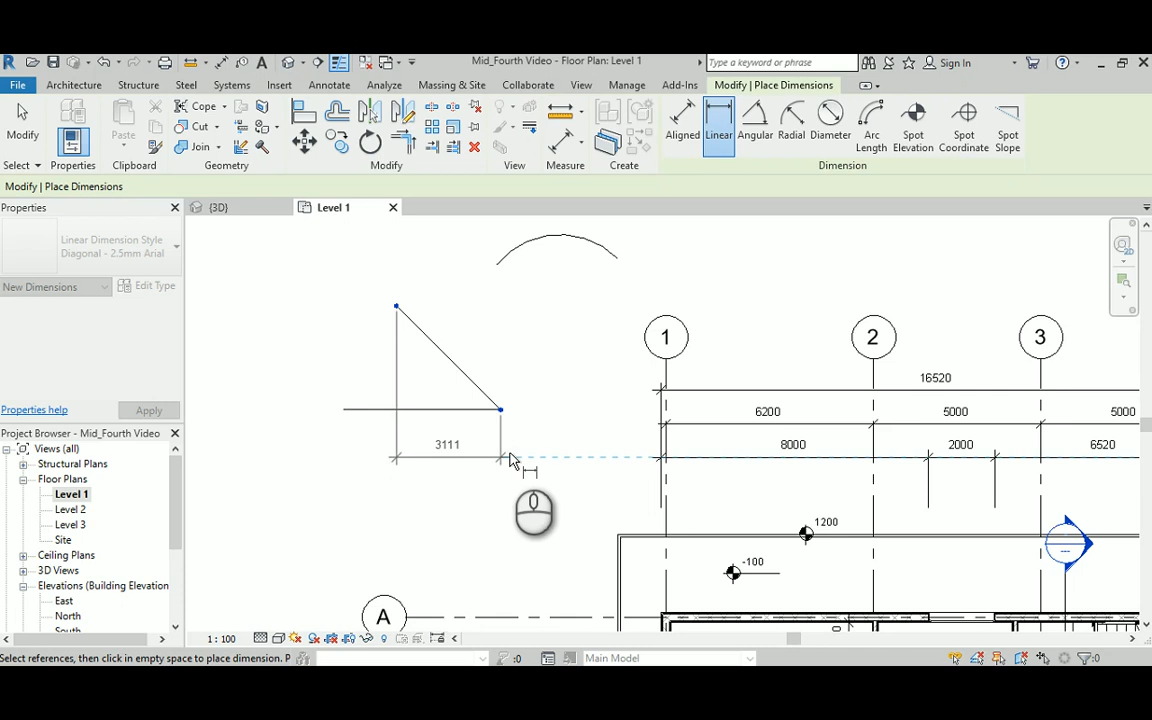 Mid_Fourth Video - Floor Plan: Level 1
Type a keyword or phrase
Sign In
File Architecture Structure Steel Systems Insert Annotate Analyze Massing & Site Collaborate View Manage Add-Ins Modify | Place Dimensions
Modify
Properties
Paste
Cope
Cut
Join
Aligned Linear Angular Radial Diameter Arc Length Spot Elevation Spot Coordinate Spot Slope
Select Properties Clipboard Geometry Modify View Measure Create Dimension
Modify | Place Dimensions
Properties
{3D}
Level 1
Linear Dimension Style
Diagonal - 2.5mm Arial
New Dimensions
Edit Type
Properties help
Apply
Project Browser - Mid_Fourth Video
Views (all)
Structural Plans
Floor Plans
Level 1
Level 2
Level 3
Site
Ceiling Plans
3D Views
Elevations (Building Elevation
East
North
South
1 2 3
16520
6200 5000 5000
3111 8000 2000 6520
1200
-100
A
2D
1 : 100
Select references, then click in empty space to place dimension. P
:0
Main Model
:0